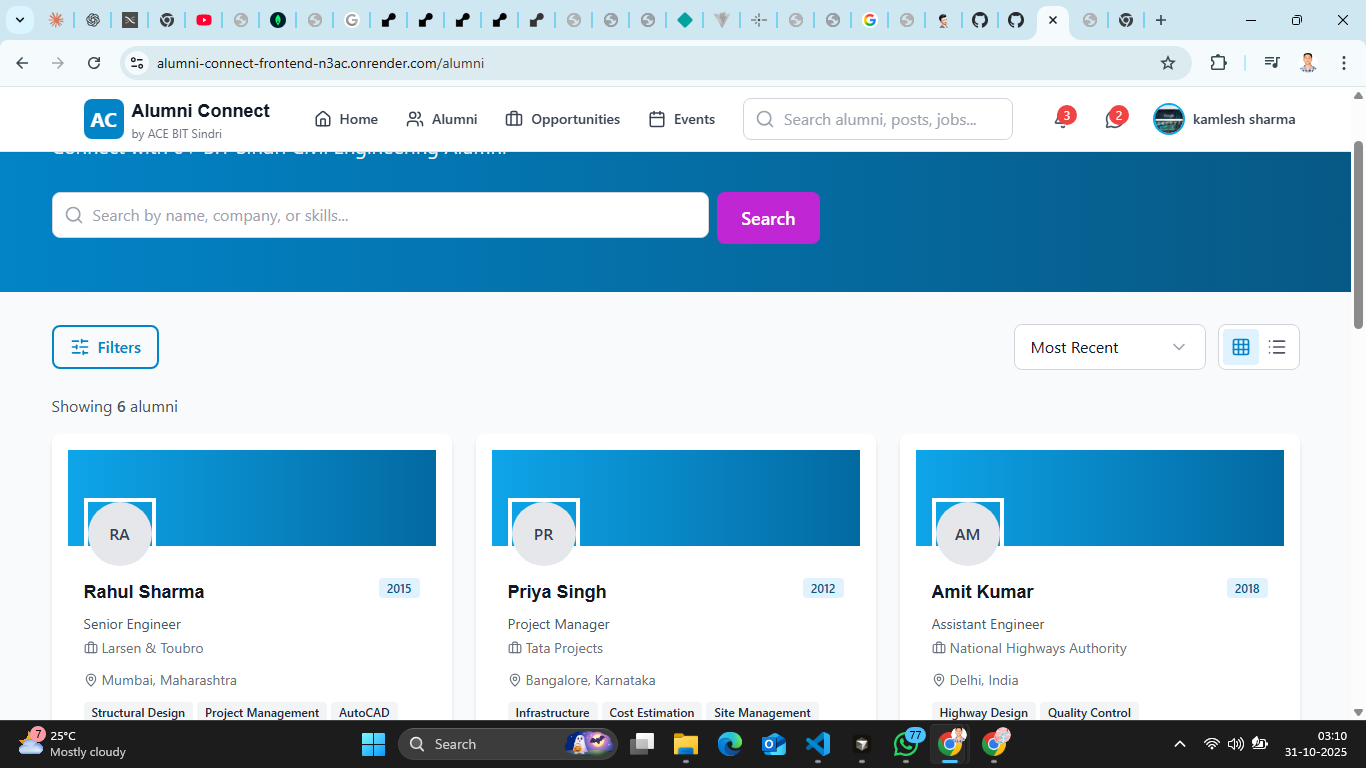 alumni-connect-frontend-n3ac.onrender.com/alumni
AC
Alumni Connect
by ACE BIT Sindri
Home
Alumni
Opportunities
Events
Search alumni, posts, jobs...
3
2
kamlesh sharma
Search by name, company, or skills...
Search
Filters
Most Recent
Showing 6 alumni
RA
Rahul Sharma
2015
Senior Engineer
Larsen & Toubro
Mumbai, Maharashtra
Structural Design
Project Management
AutoCAD
PR
Priya Singh
2012
Project Manager
Tata Projects
Bangalore, Karnataka
Infrastructure
Cost Estimation
Site Management
AM
Amit Kumar
2018
Assistant Engineer
National Highways Authority
Delhi, India
Highway Design
Quality Control
7
25°C
Mostly cloudy
Search
77
03:10
31-10-2025